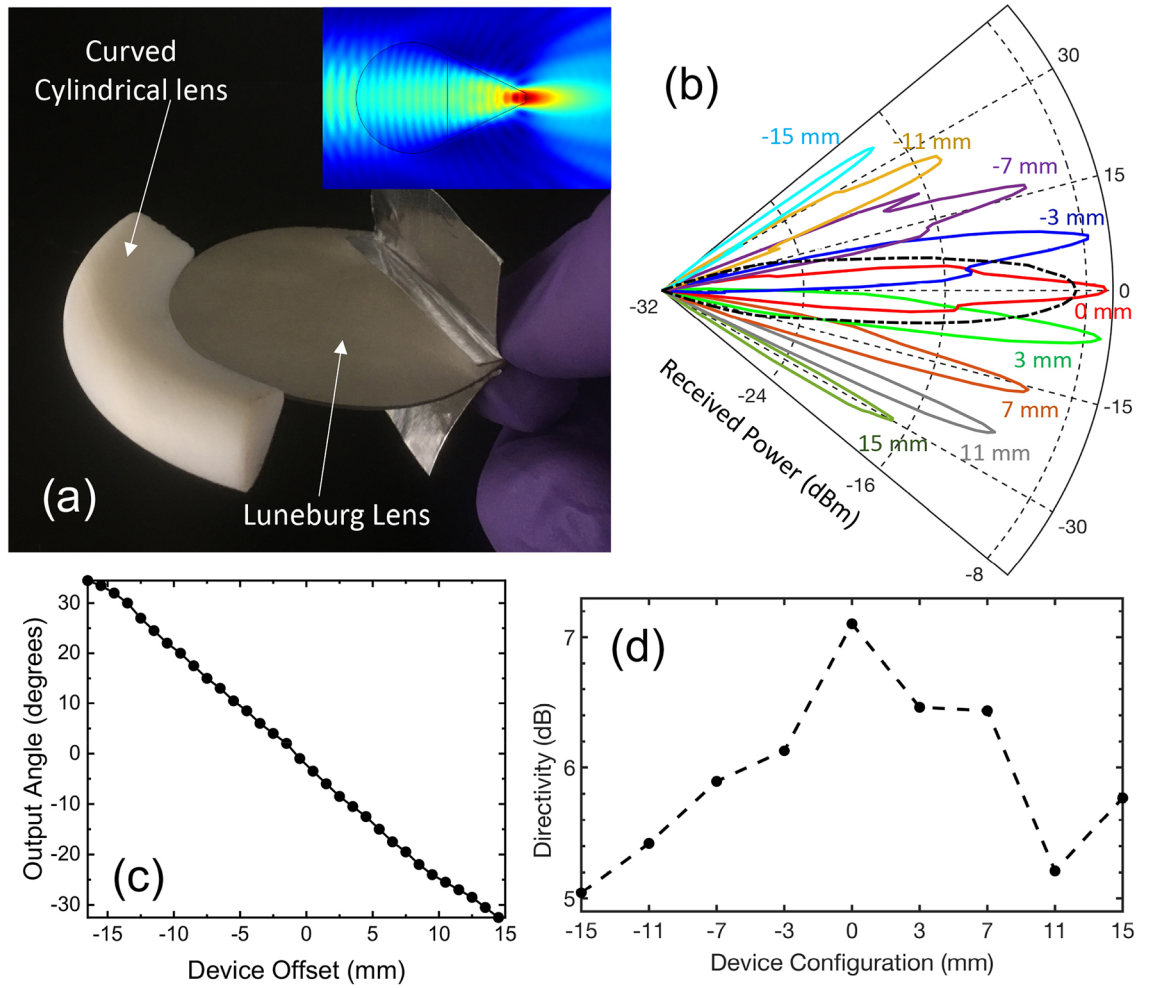 Curved
Cylindrical lens
(a)
Luneburg Lens
(b)
30
-15 mm
-11 mm
-7 mm
15
-3 mm
-32
0
0 mm
3 mm
Received Power (dBm)
-24
7 mm
-15
15 mm
11 mm
-16
-30
-8
Output Angle (degrees)
30
20
10
0
-10
-20
-30
(c)
-15
-10
-5
0
5
10
15
Device Offset (mm)
(d)
Directivity (dB)
7
6
5
-15
-11
-7
-3
0
3
7
11
15
Device Configuration (mm)